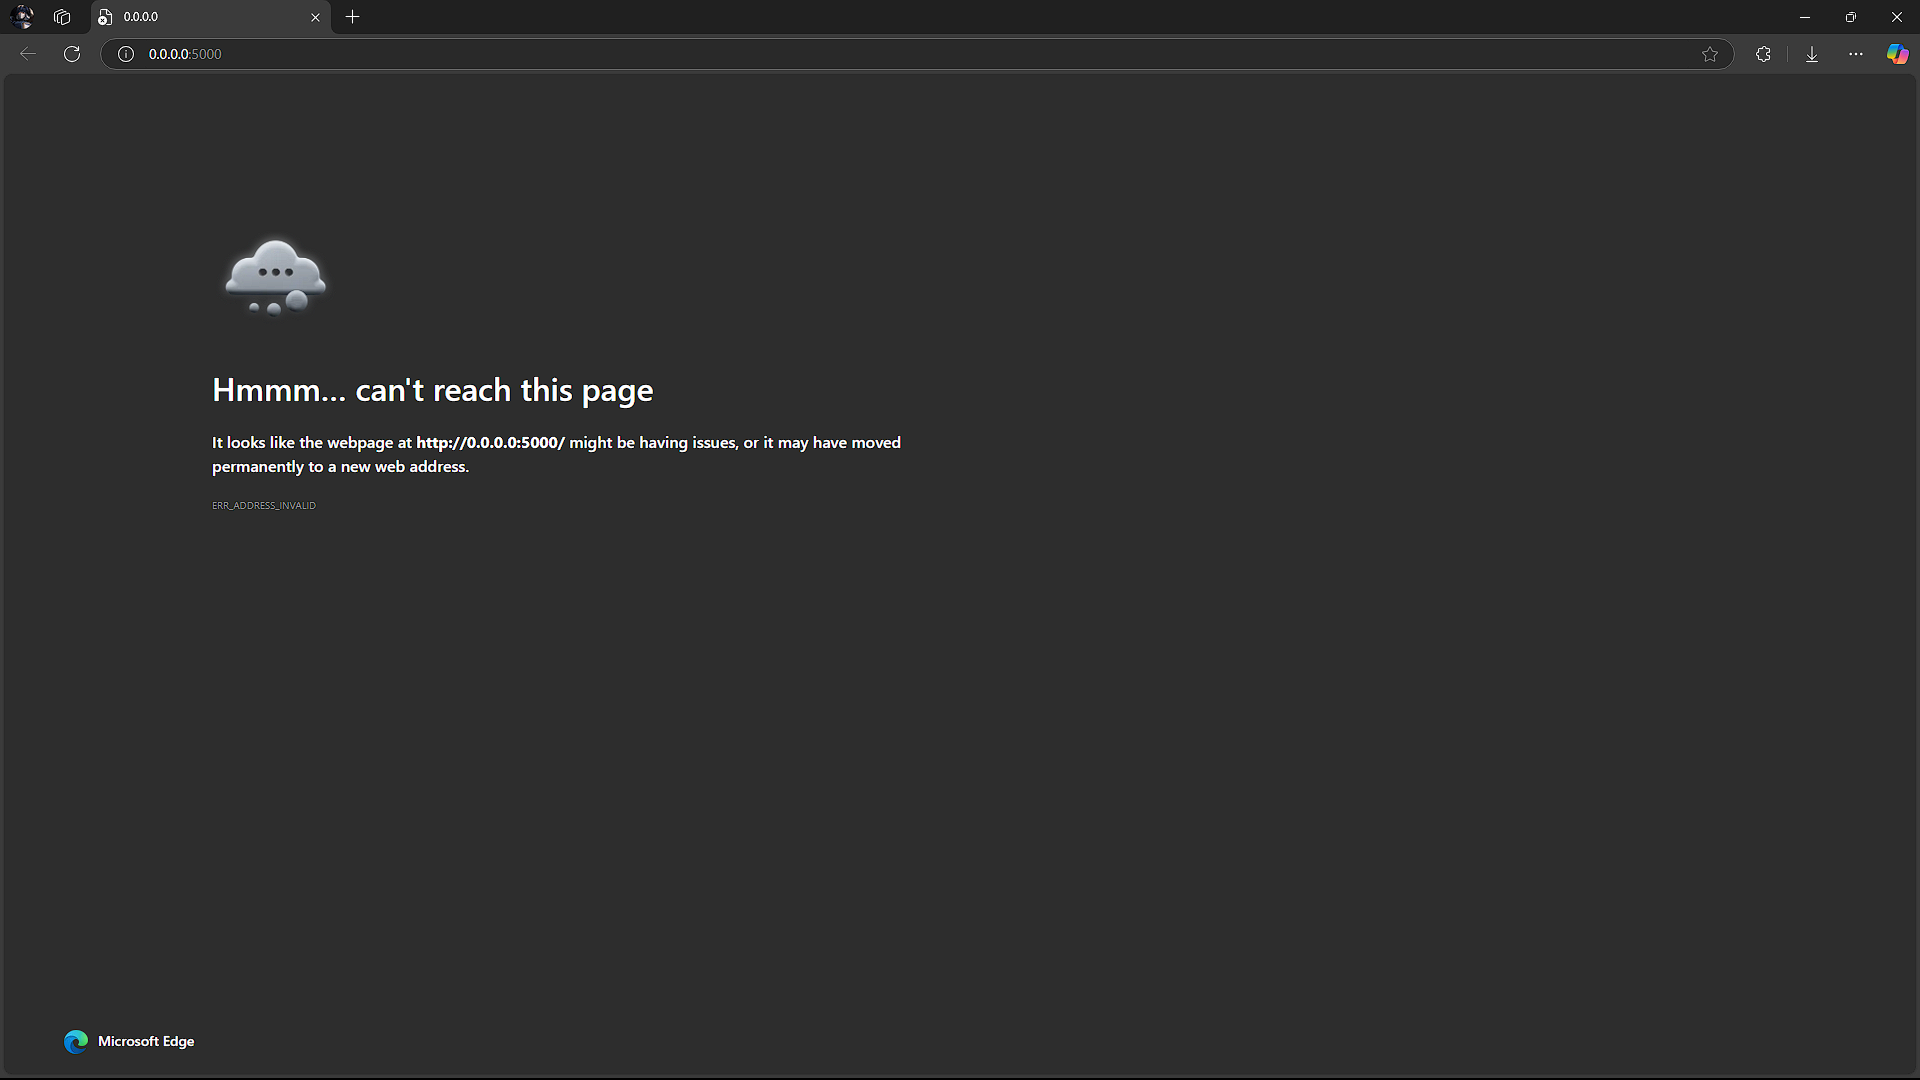 0.0.0.0
0.0.0.0:5000
Hmmm... can't reach this page
It looks like the webpage at http://0.0.0.0:5000/ might be having issues, or it may have moved
permanently to a new web address.
ERR_ADDRESS_INVALID
Microsoft Edge